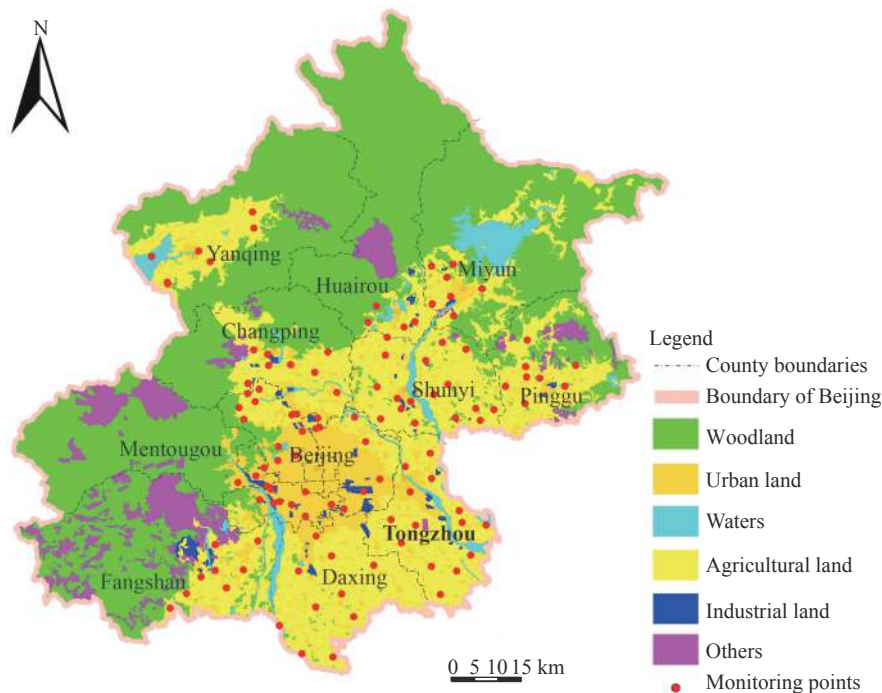 N
Yanqing
Miyun
Huairou
Changping
Shunyi
Pinggu
Mentougou
Beijing
Tongzhou
Fangshan
Daxing
0 5 10 15 km
Legend
County boundaries
Boundary of Beijing
Woodland
Urban land
Waters
Agricultural land
Industrial land
Others
Monitoring points